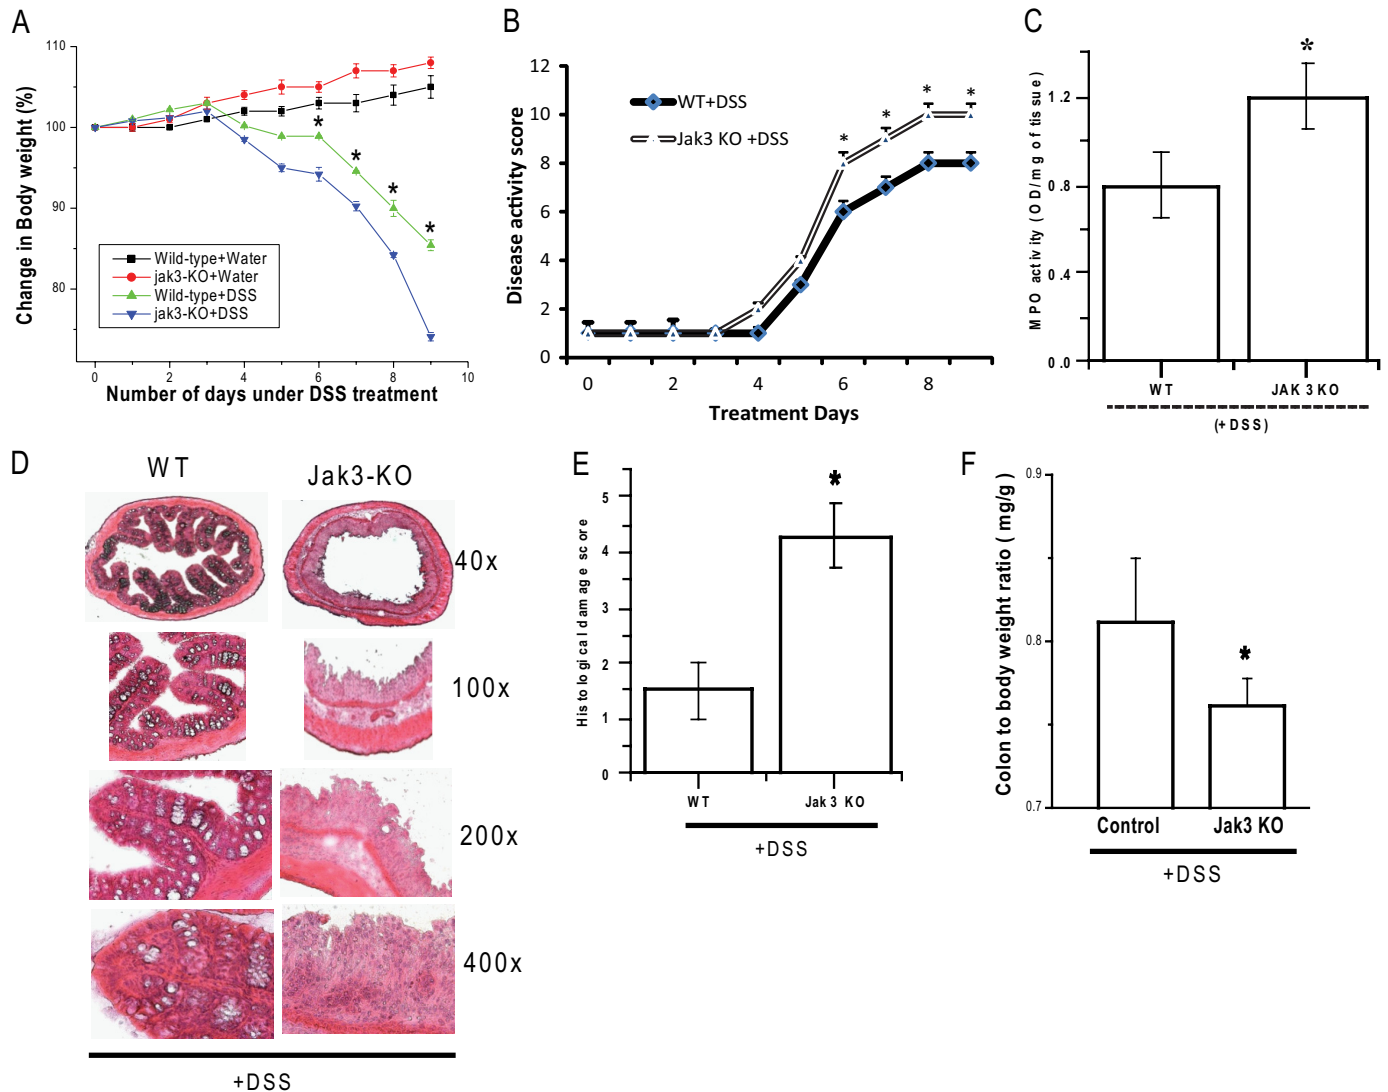 A
110
100
90
80
Change in Body weight (%)
*
*
*
*
Wild-type+Water
jak3-KO+Water
Wild-type+DSS
jak3-KO+DSS
0
2
4
6
8
10
Number of days under DSS treatment
B
12
10
8
6
4
2
0
Disease activity score
WT+DSS
Jak3 KO +DSS
*
*
*
*
0
2
4
6
8
Treatment Days
C
1.2
0.8
0.4
0.0
MPO activity (OD/mg of tissue)
*
WT
JAK 3 KO
(+DSS)
D
WT
Jak3-KO
40x
100x
200x
400x
+DSS
E
5
4
3
2
1
0
Histological damage score
*
WT
Jak3 KO
+DSS
F
0.9
0.8
0.7
Colon to body weight ratio (mg/g )
*
Control
Jak3 KO
+DSS